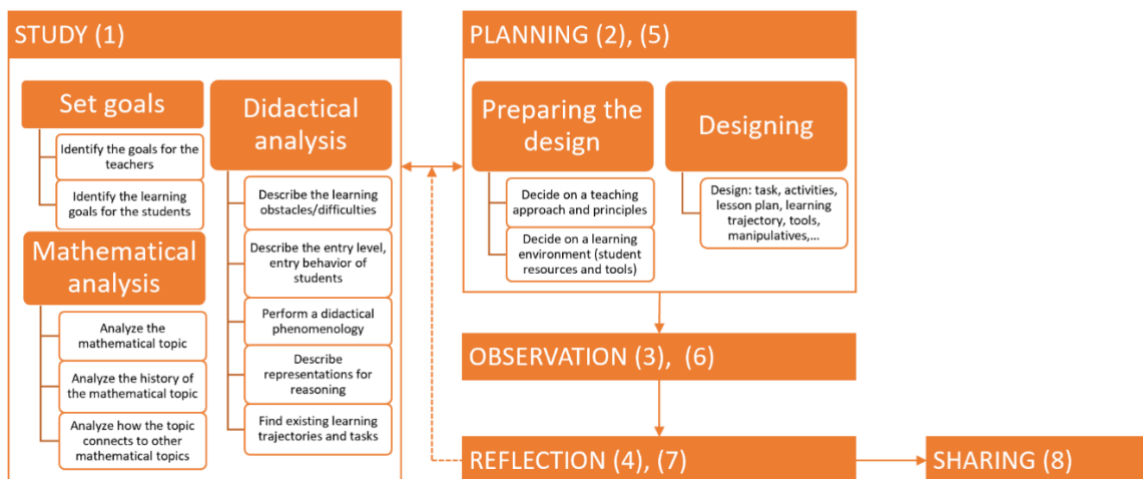 STUDY (1)
Set goals
Identify the goals for the
teachers
Identify the learning
goals for the students
Mathematical
analysis
Analyze the
mathematical topic
Analyze the history of
the mathematical topic
Analyze how the topic
connects to other
mathematical topics
Didactical
analysis
Describe the learning
obstacles/difficulties
Describe the entry level,
entry behavior of
students
Perform a didactical
phenomenology
Describe
representations for
reasoning
Find existing learning
trajectories and tasks
PLANNING (2), (5)
Preparing the
design
Decide on a teaching
approach and principles
Decide on a learning
environment (student
resources and tools)
Designing
Design: task, activities,
lesson plan, learning
trajectory, tools,
manipulatives,...
OBSERVATION (3), (6)
REFLECTION (4), (7)
SHARING (8)